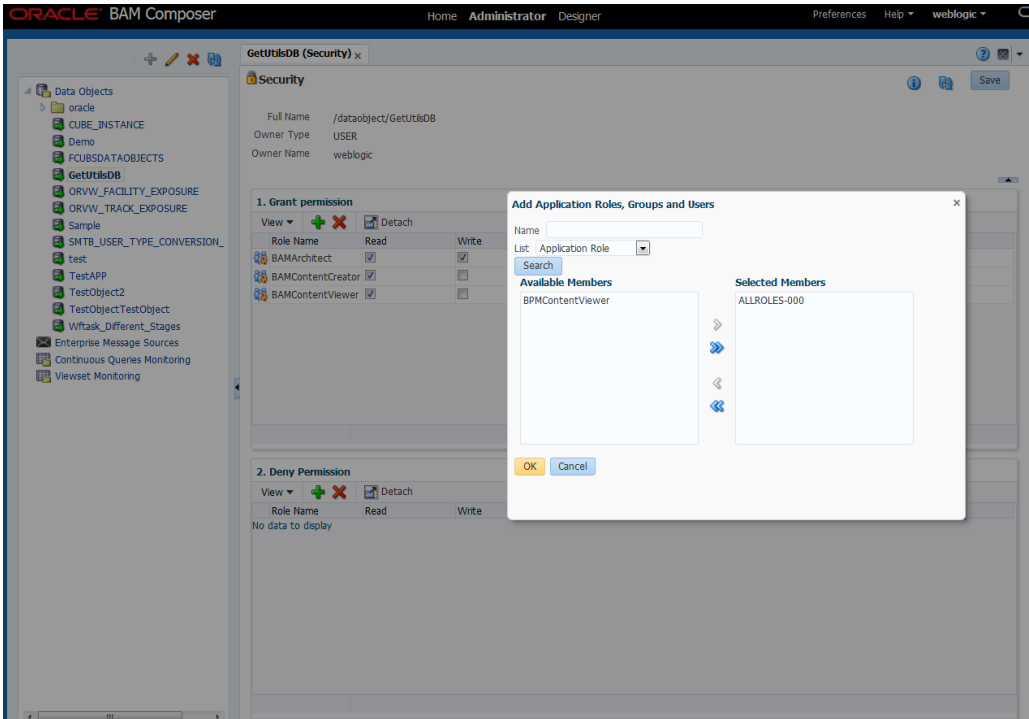 ORACLE BAM Composer
Home Administrator Designer
Preferences Help weblogic
GetUtilsDB (Security) x
Security
Save
Full Name /dataobject/GetUtilsDB
Owner Type USER
Owner Name weblogic
Data Objects
oracle
CUBE_INSTANCE
Demo
FCUBSDATAOBJECTS
GetUtilsDB
ORVW_FACILITY_EXPOSURE
ORVW_TRACK_EXPOSURE
Sample
SMTB_USER_TYPE_CONVERSION_
test
TestAPP
TestObject2
TestObjectTestObject
Wftask_Different_Stages
Enterprise Message Sources
Continuous Queries Monitoring
Viewset Monitoring
1. Grant permission
View Detach
Role Name Read Write
BAMArchitect
BAMContentCreator
BAMContentViewer
2. Deny Permission
View Detach
Role Name Read Write
No data to display
Add Application Roles, Groups and Users
Name
List Application Role
Search
Available Members Selected Members
BPMContentViewer ALLROLES-000
OK Cancel